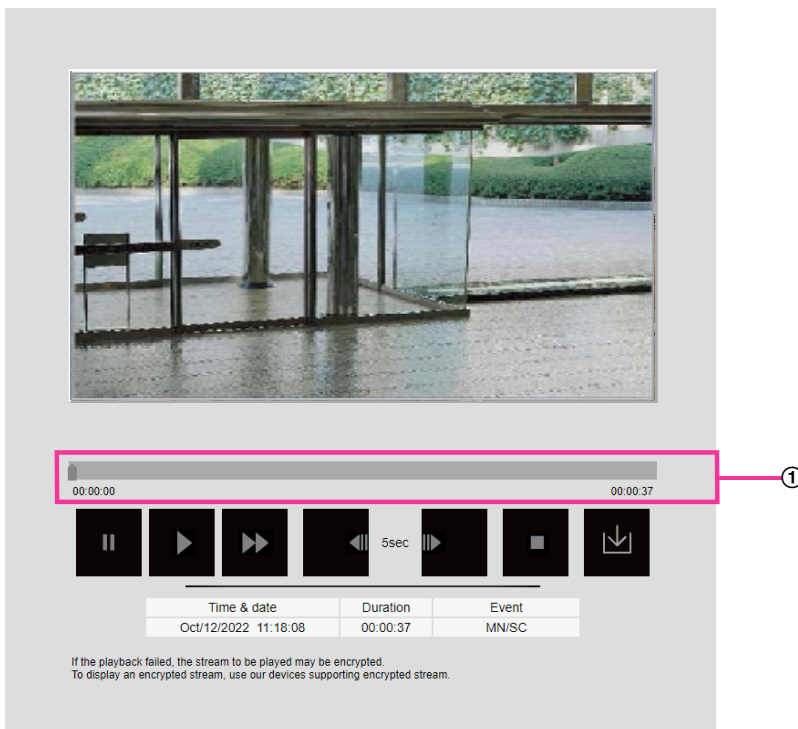 ①
00:00:00 00:00:37
5sec
Time & date Duration Event
Oct/12/2022 11:18:08 00:00:37 MN/SC
If the playback failed, the stream to be played may be encrypted.
To display an encrypted stream, use our devices supporting encrypted stream.